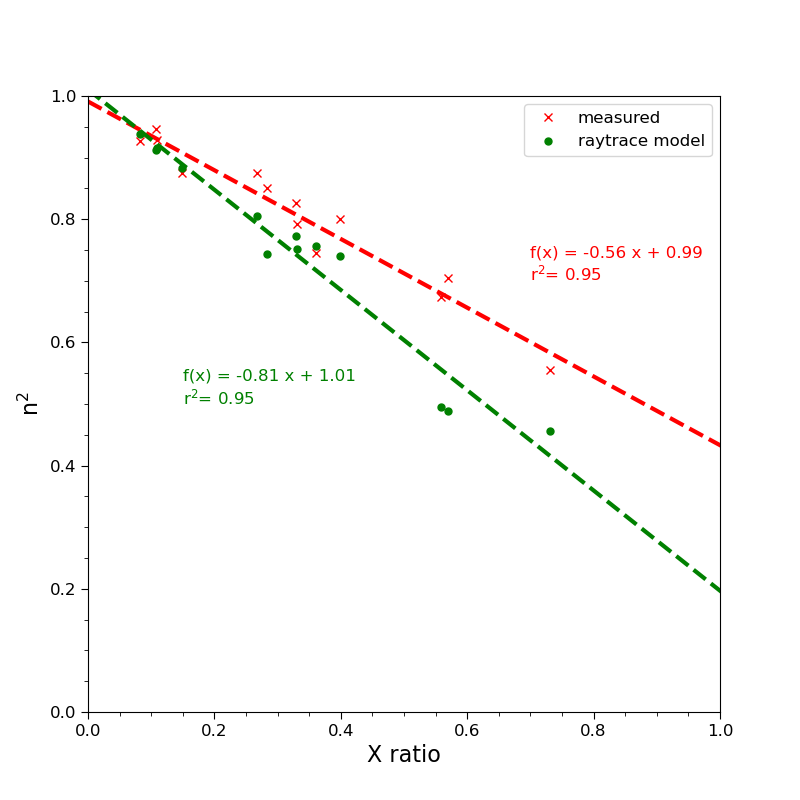 measured
raytrace model
1.0
0.8
0.6
0.4
0.2
0.0
n²
f(x) = -0.56 x + 0.99
r²= 0.95
f(x) = -0.81 x + 1.01
r²= 0.95
0.0 0.2 0.4 0.6 0.8 1.0
X ratio